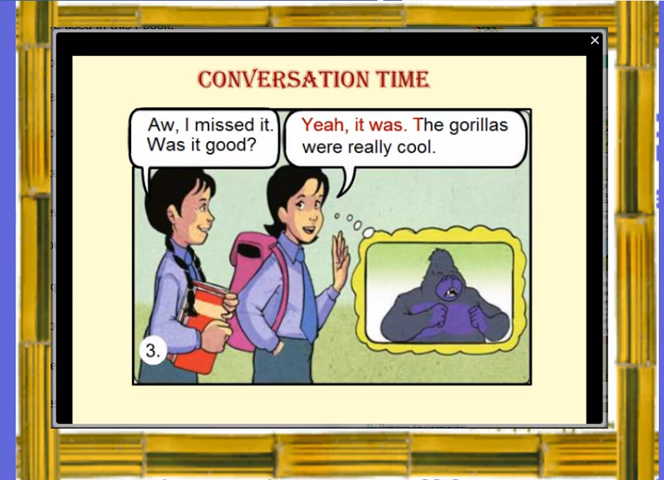 CONVERSATION TIME
Aw, I missed it.
Was it good?
Yeah, it was. The gorillas
were really cool.
3.